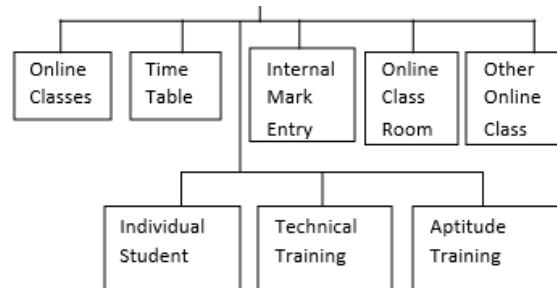 Online
Classes
Time
Table
Internal
Mark
Entry
Online
Class
Room
Other
Online
Class
Individual
Student
Technical
Training
Aptitude
Training